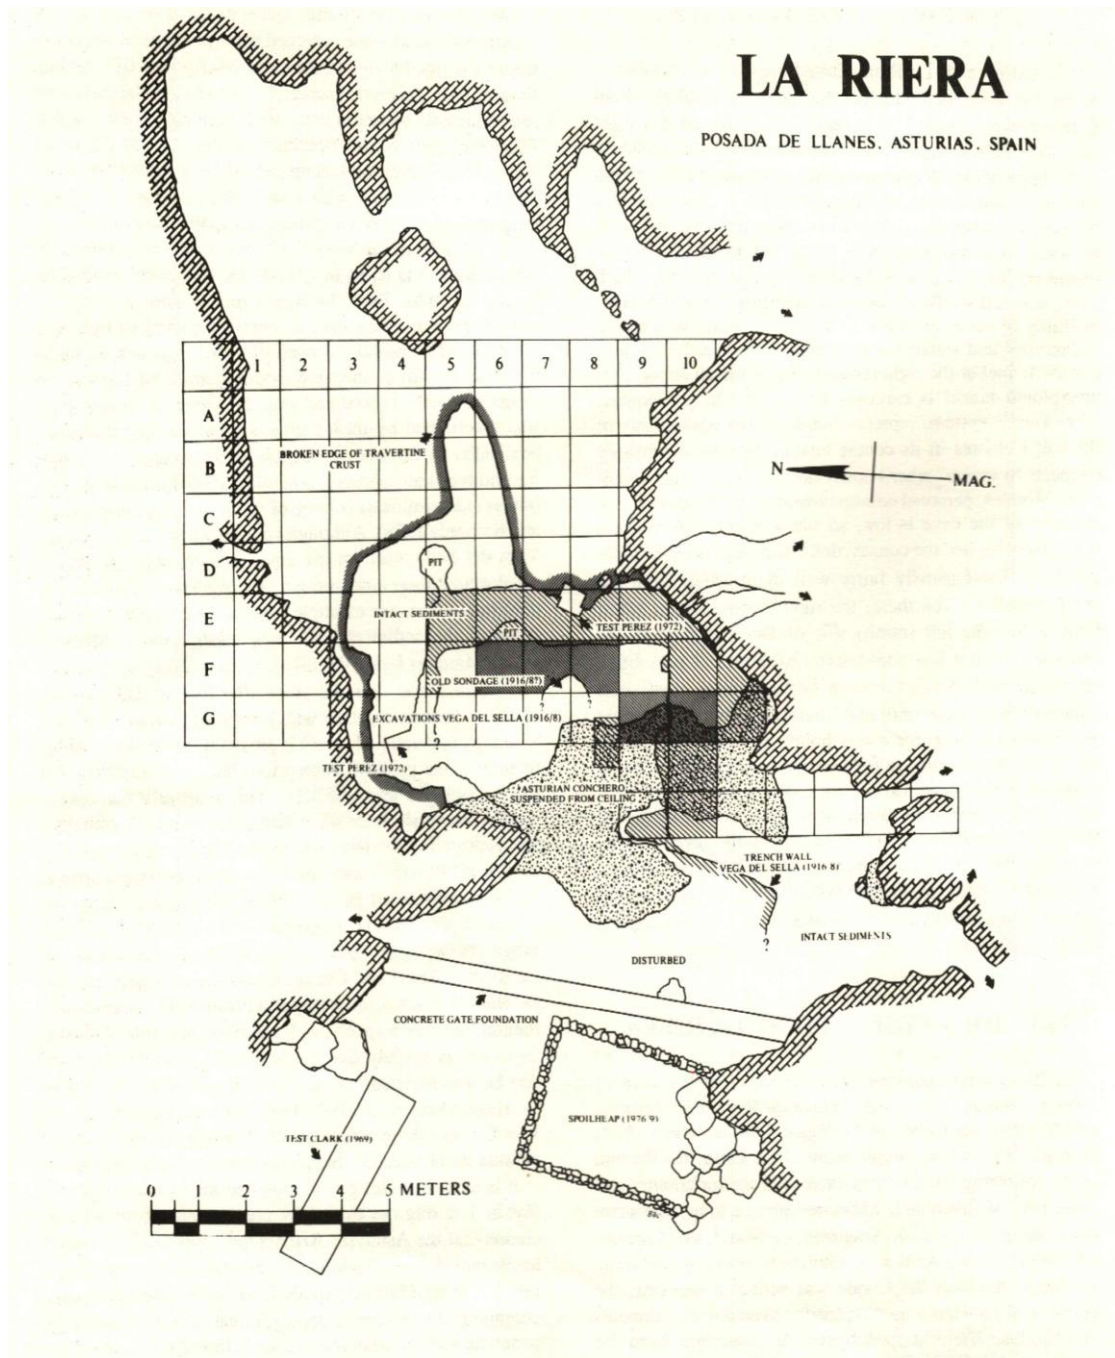 LA RIERA
POSADA DE LLANES, ASTURIAS, SPAIN
1 2 3 4 5 6 7 8 9 10
A
BROKEN EDGE OF TRAVERTINE
CRUST
B
N
MAG.
C
D
PIT
E
INTACT SEDIMENTS
PIT
TEST PEREZ (1972)
F
OLD SONDAGE (1916/8?)
G
? ?
EXCAVATIONS VEGA DEL SELLA (1916/8)
?
TEST PEREZ (1972)
ASTURIAN CONCHERO
SUSPENDED FROM CEILING
TRENCH WALL
VEGA DEL SELLA (1916 8)
?
INTACT SEDIMENTS
DISTURBED
CONCRETE GATE FOUNDATION
SPOILHEAP (1976 9)
TEST CLARK (1969)
0 1 2 3 4 5 METERS